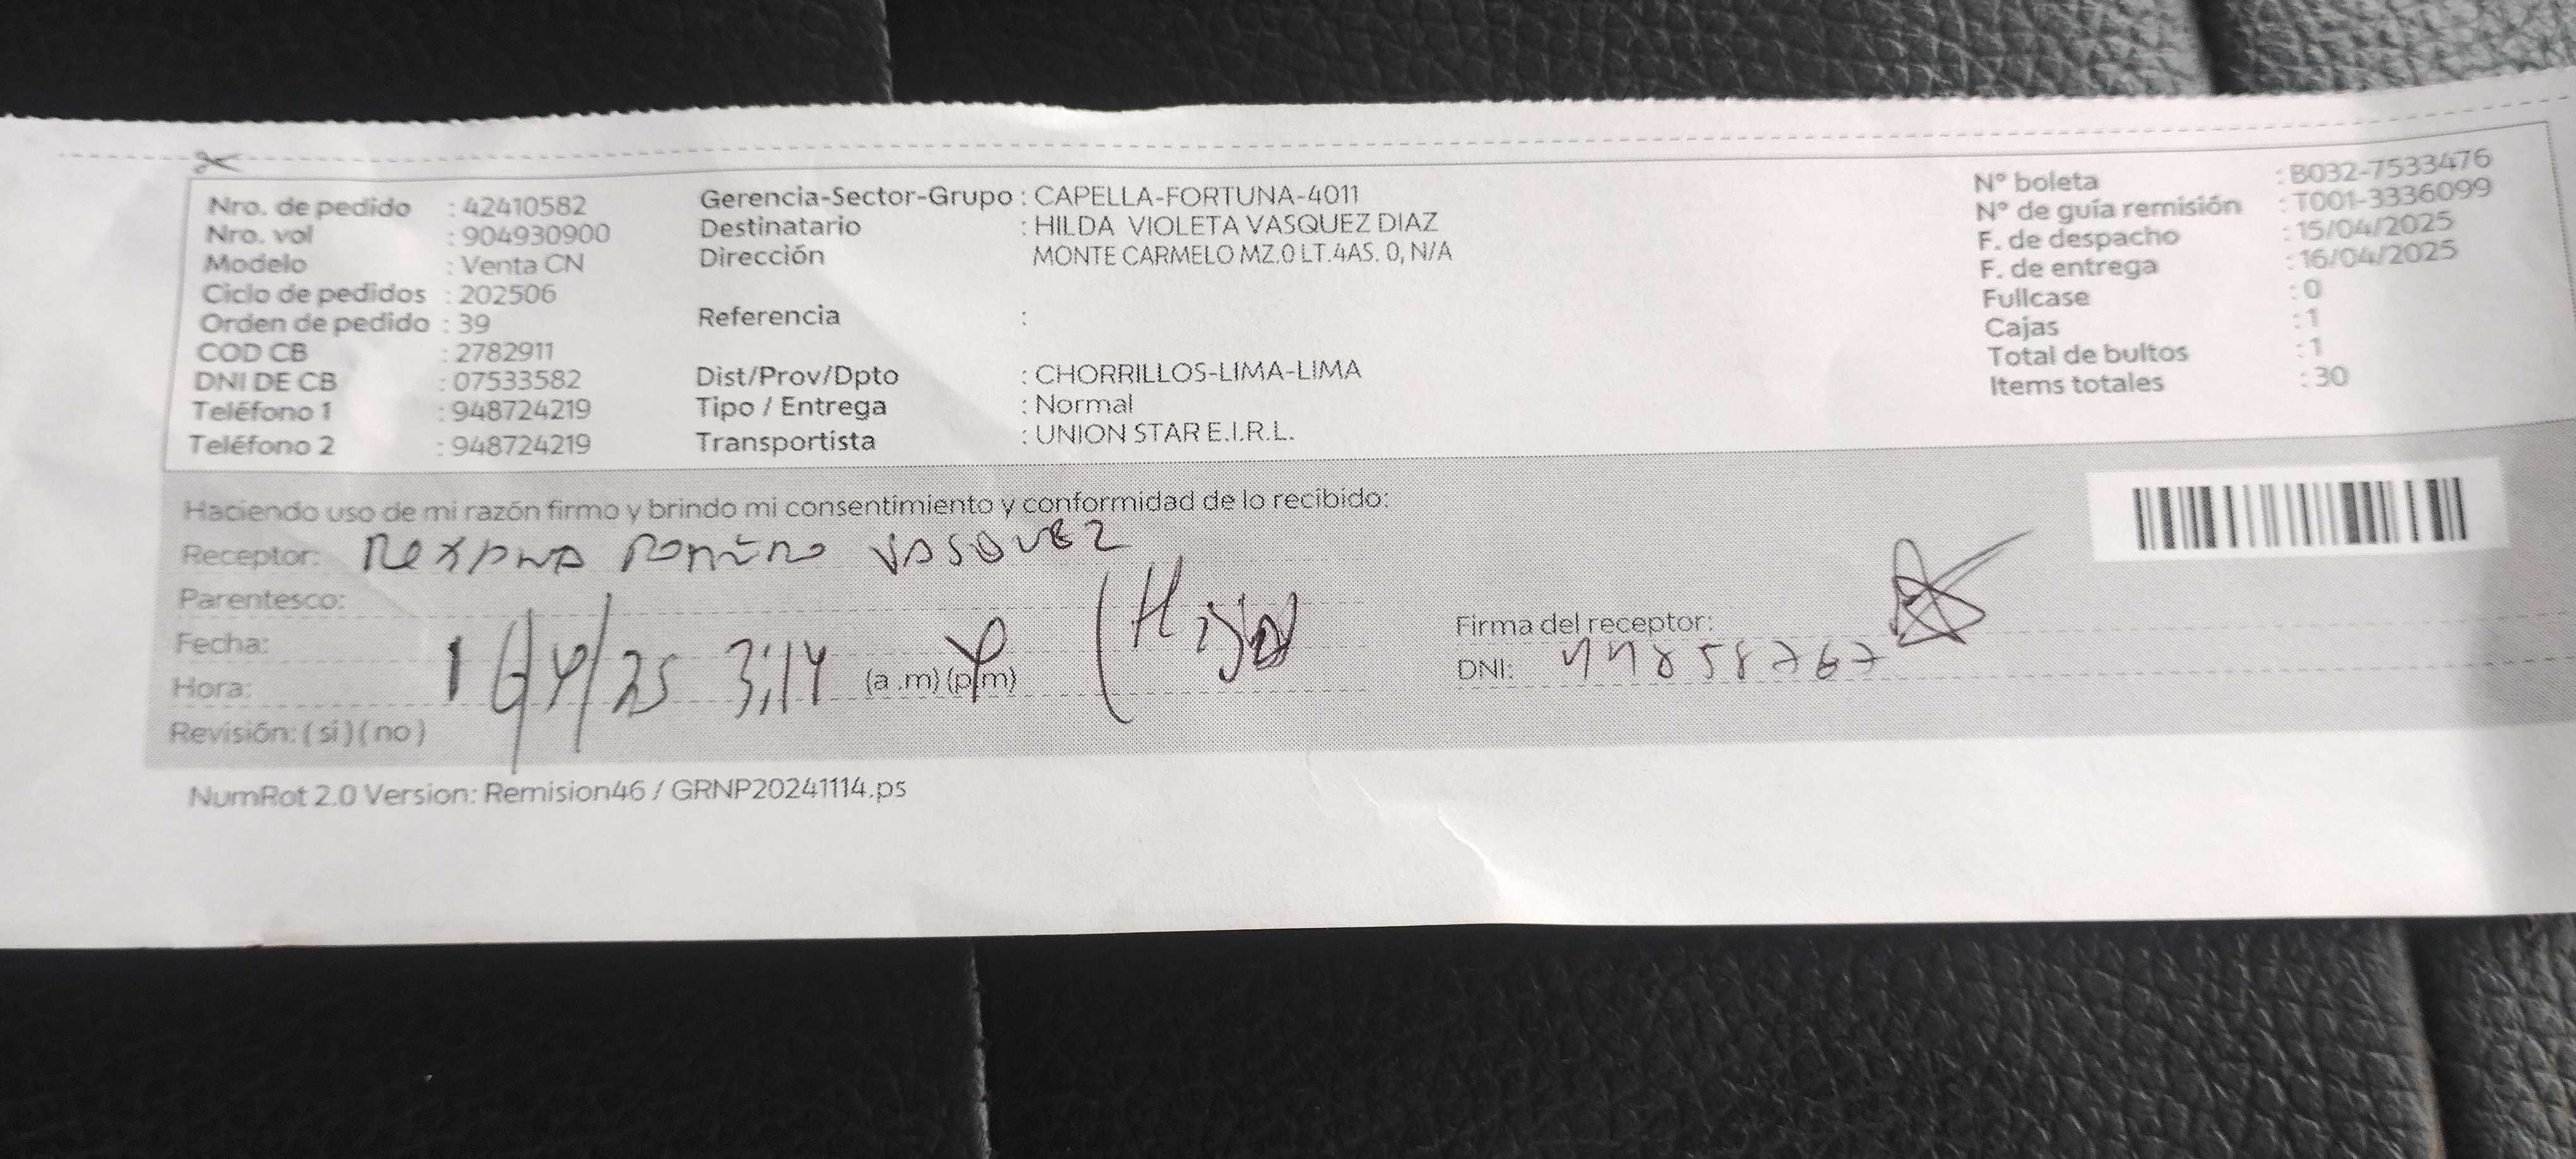 Nro. de pedido : 42410582
Nro. vol : 904930900
Modelo : Venta CN
Ciclo de pedidos : 202506
Orden de pedido : 39
COD CB : 2782911
DNI DE CB : 07533582
Teléfono 1 : 948724219
Teléfono 2 : 948724219
Gerencia-Sector-Grupo : CAPELLA-FORTUNA-4011
Destinatario : HILDA VIOLETA VASQUEZ DIAZ
Dirección MONTE CARMELO MZ.0 LT.4AS. 0, N/A
Referencia :
Dist/Prov/Dpto : CHORRILLOS-LIMA-LIMA
Tipo / Entrega : Normal
Transportista : UNION STAR E.I.R.L.
N° boleta : B032-7533476
N° de guía remisión : T001-3336099
F. de despacho : 15/04/2025
F. de entrega : 16/04/2025
Fullcase : 0
Cajas : 1
Total de bultos : 1
Items totales : 30
Haciendo uso de mi razón firmo y brindo mi consentimiento y conformidad de lo recibido:
Receptor: VASQUEZ
Parentesco: (Hija
Fecha: 16/4/25
Hora: 3:14 (a .m) (p.m)
Revisión: ( si ) ( no )
Firma del receptor:
DNI:
NumRot 2.0 Version: Remision46 / GRNP20241114.ps